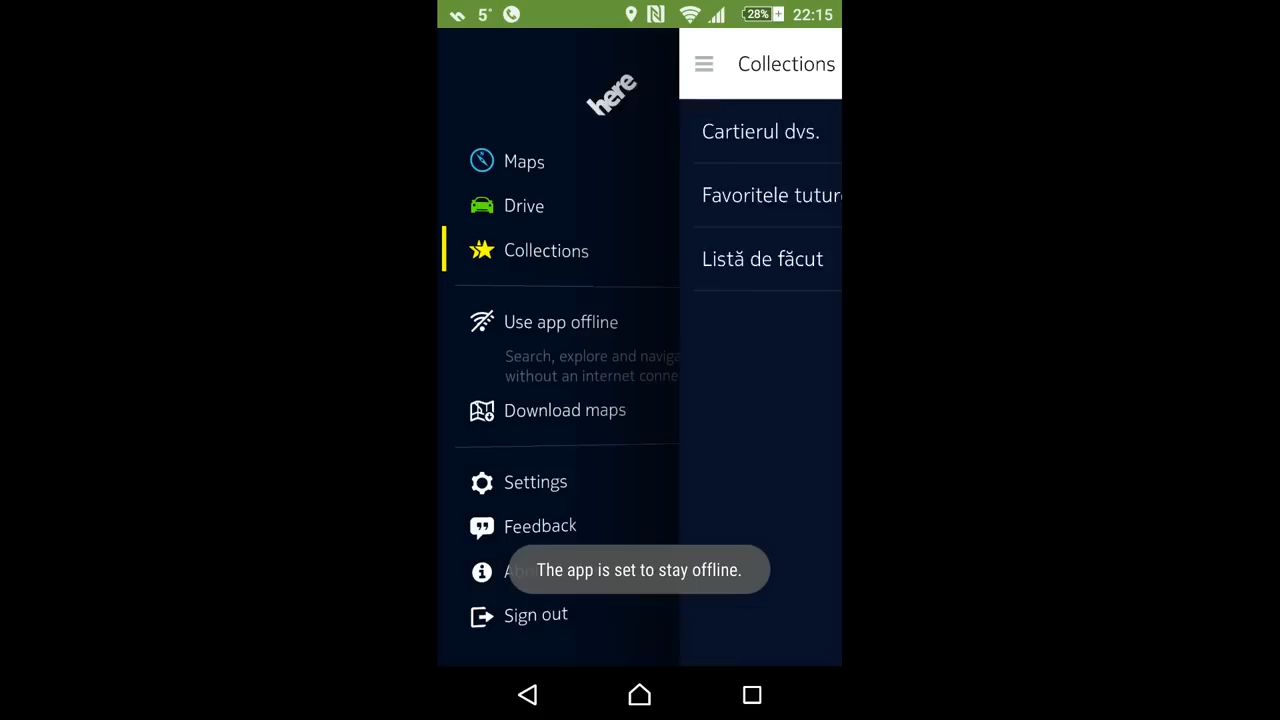 5°
28%
22:15
here
Collections
Maps
Drive
Collections
Use app offline
Search, explore and naviga
without an internet conne
Download maps
Settings
Feedback
The app is set to stay offline.
Sign out
Cartierul dvs.
Favoritele tutur
Listă de făcut